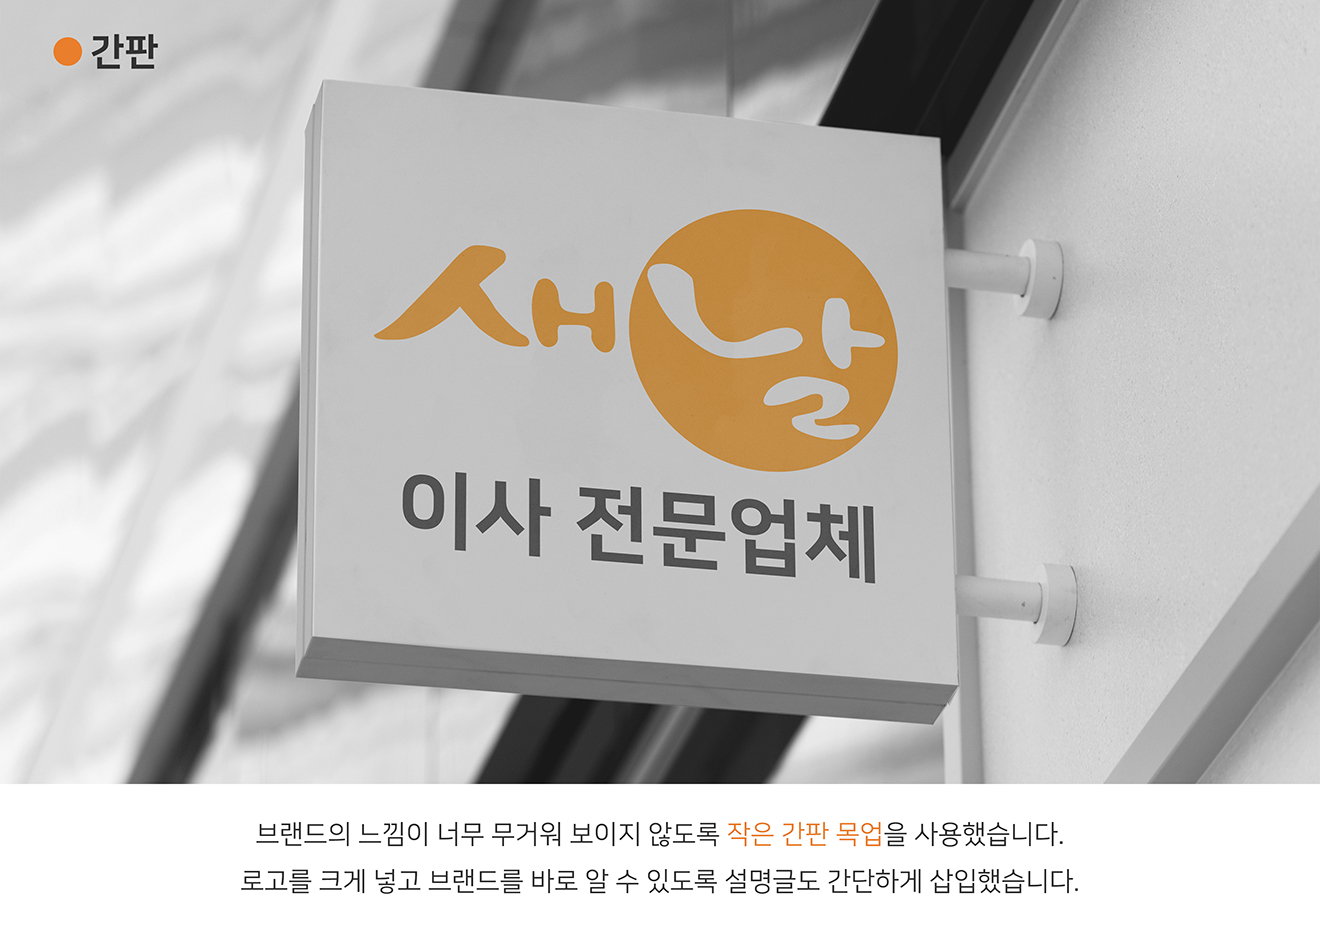 간판
새날
이사 전문업체
브랜드의 느낌이 너무 무거워 보이지 않도록 작은 간판 목업을 사용했습니다.
로고를 크게 넣고 브랜드를 바로 알 수 있도록 설명글도 간단하게 삽입했습니다.